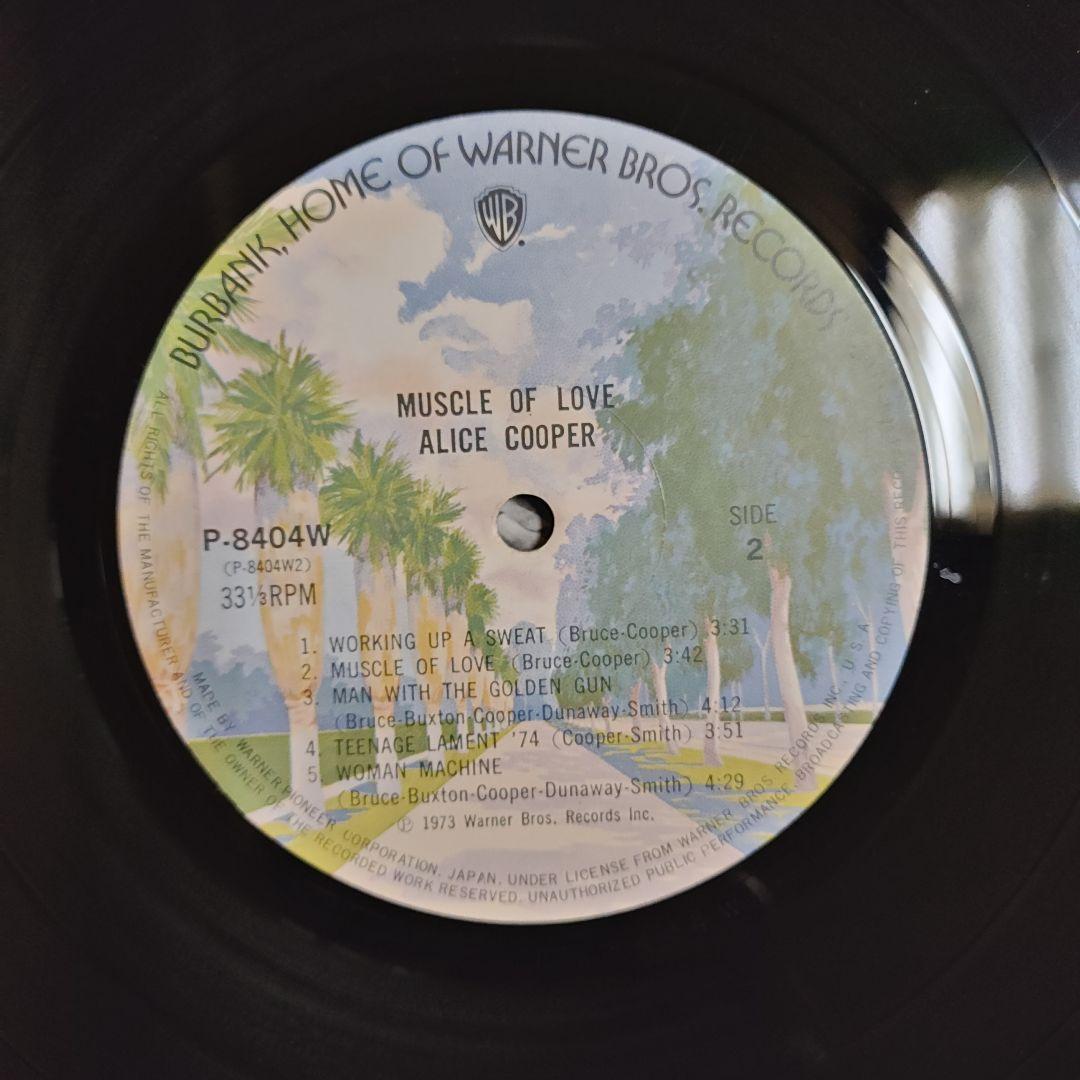 BURBANK, HOME OF WARNER BROS. RECORDS
WB
MUSCLE OF LOVE
ALICE COOPER
P-8404W
(P-8404W2)
33⅓RPM
SIDE
2
1. WORKING UP A SWEAT (Bruce-Cooper) 3:31
2. MUSCLE OF LOVE (Bruce-Cooper) 3:42
3. MAN WITH THE GOLDEN GUN
(Bruce-Buxton-Cooper-Dunaway-Smith) 4:12
4. TEENAGE LAMENT '74 (Cooper-Smith) 3:51
5. WOMAN MACHINE
(Bruce-Buxton-Cooper-Dunaway-Smith) 4:29
Ⓟ 1973 Warner Bros. Records Inc.
MADE BY WARNER-PIONEER CORPORATION, JAPAN, UNDER LICENSE FROM WARNER BROS. RECORDS INC., U.S.A.
ALL RIGHTS OF THE MANUFACTURER AND OF THE OWNER OF THE RECORDED WORK RESERVED. UNAUTHORIZED PUBLIC PERFORMANCE BROADCASTING AND COPYING OF THIS